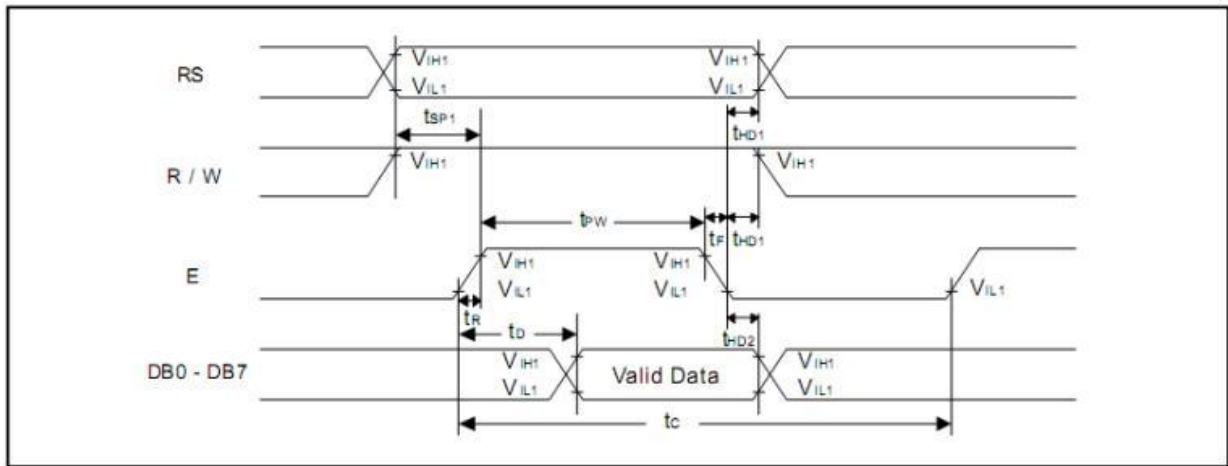 RS VIH1 VIL1 VIH1 VIL1
tSP1 tHD1
R / W VIH1 VIH1
tPW tF tHD1
E VIH1 VIL1 VIH1 VIL1 VIL1
tR tD tHD2
DB0 - DB7 VIH1 VIL1 Valid Data VIH1 VIL1
tC